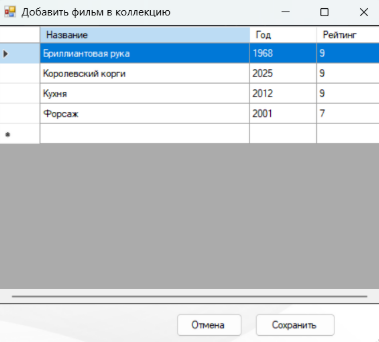 Добавить фильм в коллекцию
Название Год Рейтинг
Бриллиантовая рука 1968 9
Королевский корги 2025 9
Кухня 2012 9
Форсаж 2001 7
Отмена Сохранить